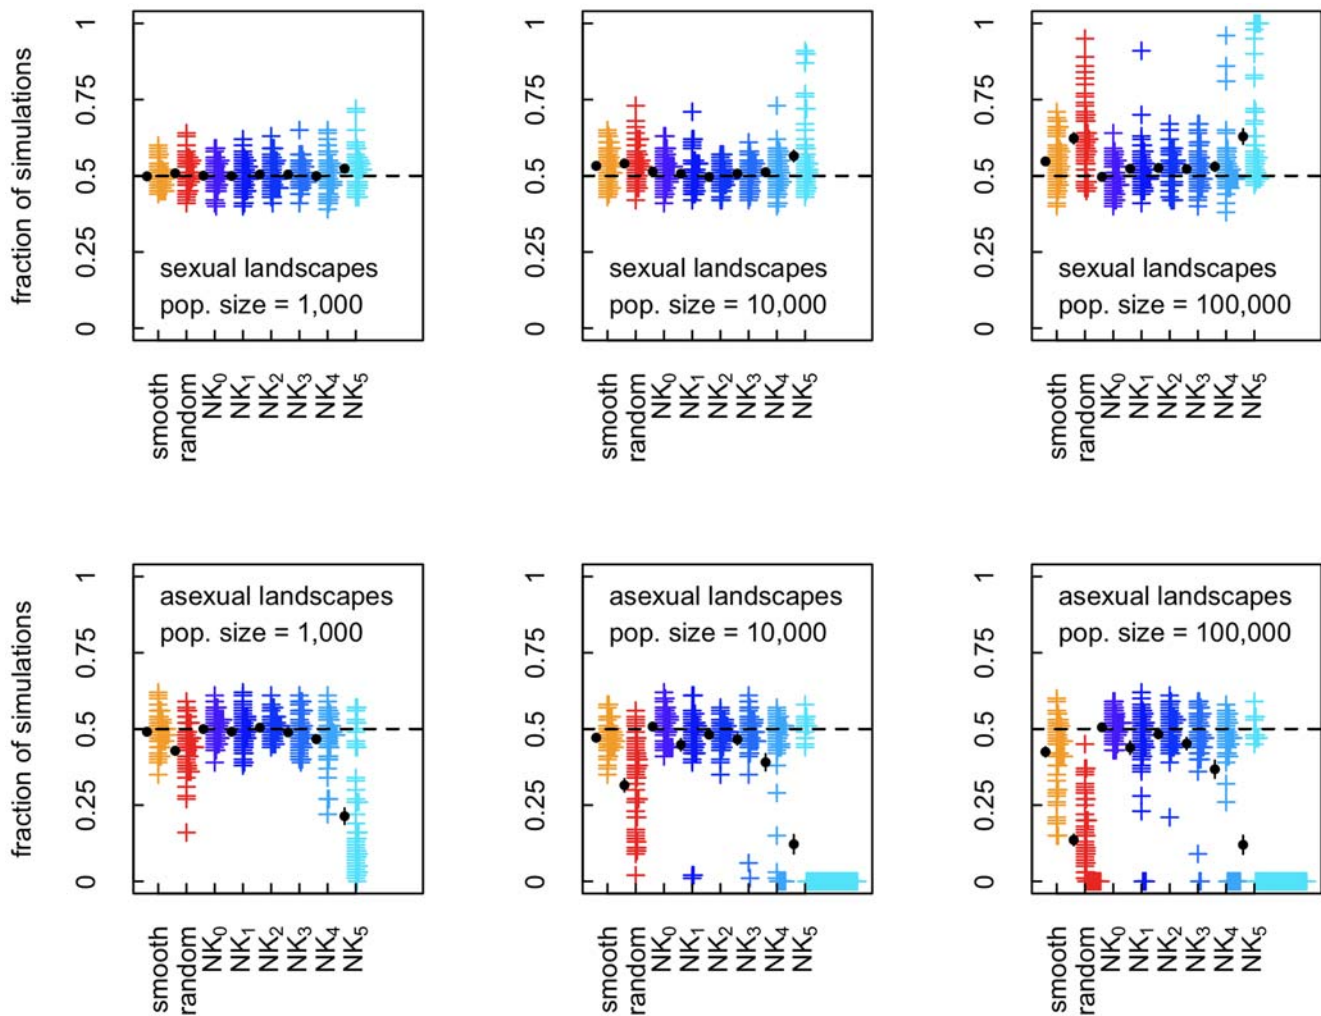 fraction of simulations
1
0.75
0.5
0.25
0
sexual landscapes
pop. size = 1,000
smooth
random
NK0
NK1
NK2
NK3
NK4
NK5
1
0.75
0.5
0.25
0
sexual landscapes
pop. size = 10,000
smooth
random
NK0
NK1
NK2
NK3
NK4
NK5
1
0.75
0.5
0.25
0
sexual landscapes
pop. size = 100,000
smooth
random
NK0
NK1
NK2
NK3
NK4
NK5
fraction of simulations
1
0.75
0.5
0.25
0
asexual landscapes
pop. size = 1,000
smooth
random
NK0
NK1
NK2
NK3
NK4
NK5
1
0.75
0.5
0.25
0
asexual landscapes
pop. size = 10,000
smooth
random
NK0
NK1
NK2
NK3
NK4
NK5
1
0.75
0.5
0.25
0
asexual landscapes
pop. size = 100,000
smooth
random
NK0
NK1
NK2
NK3
NK4
NK5